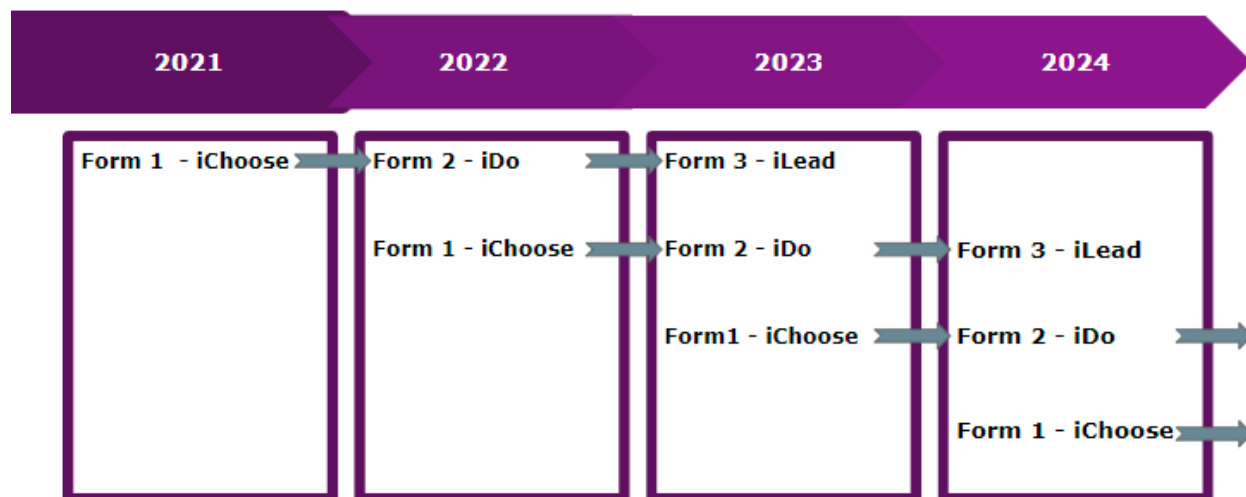 2021 2022 2023 2024
Form 1 - iChoose Form 2 - iDo Form 3 - iLead
Form 1 - iChoose Form 2 - iDo Form 3 - iLead
Form1 - iChoose Form 2 - iDo
Form 1 - iChoose